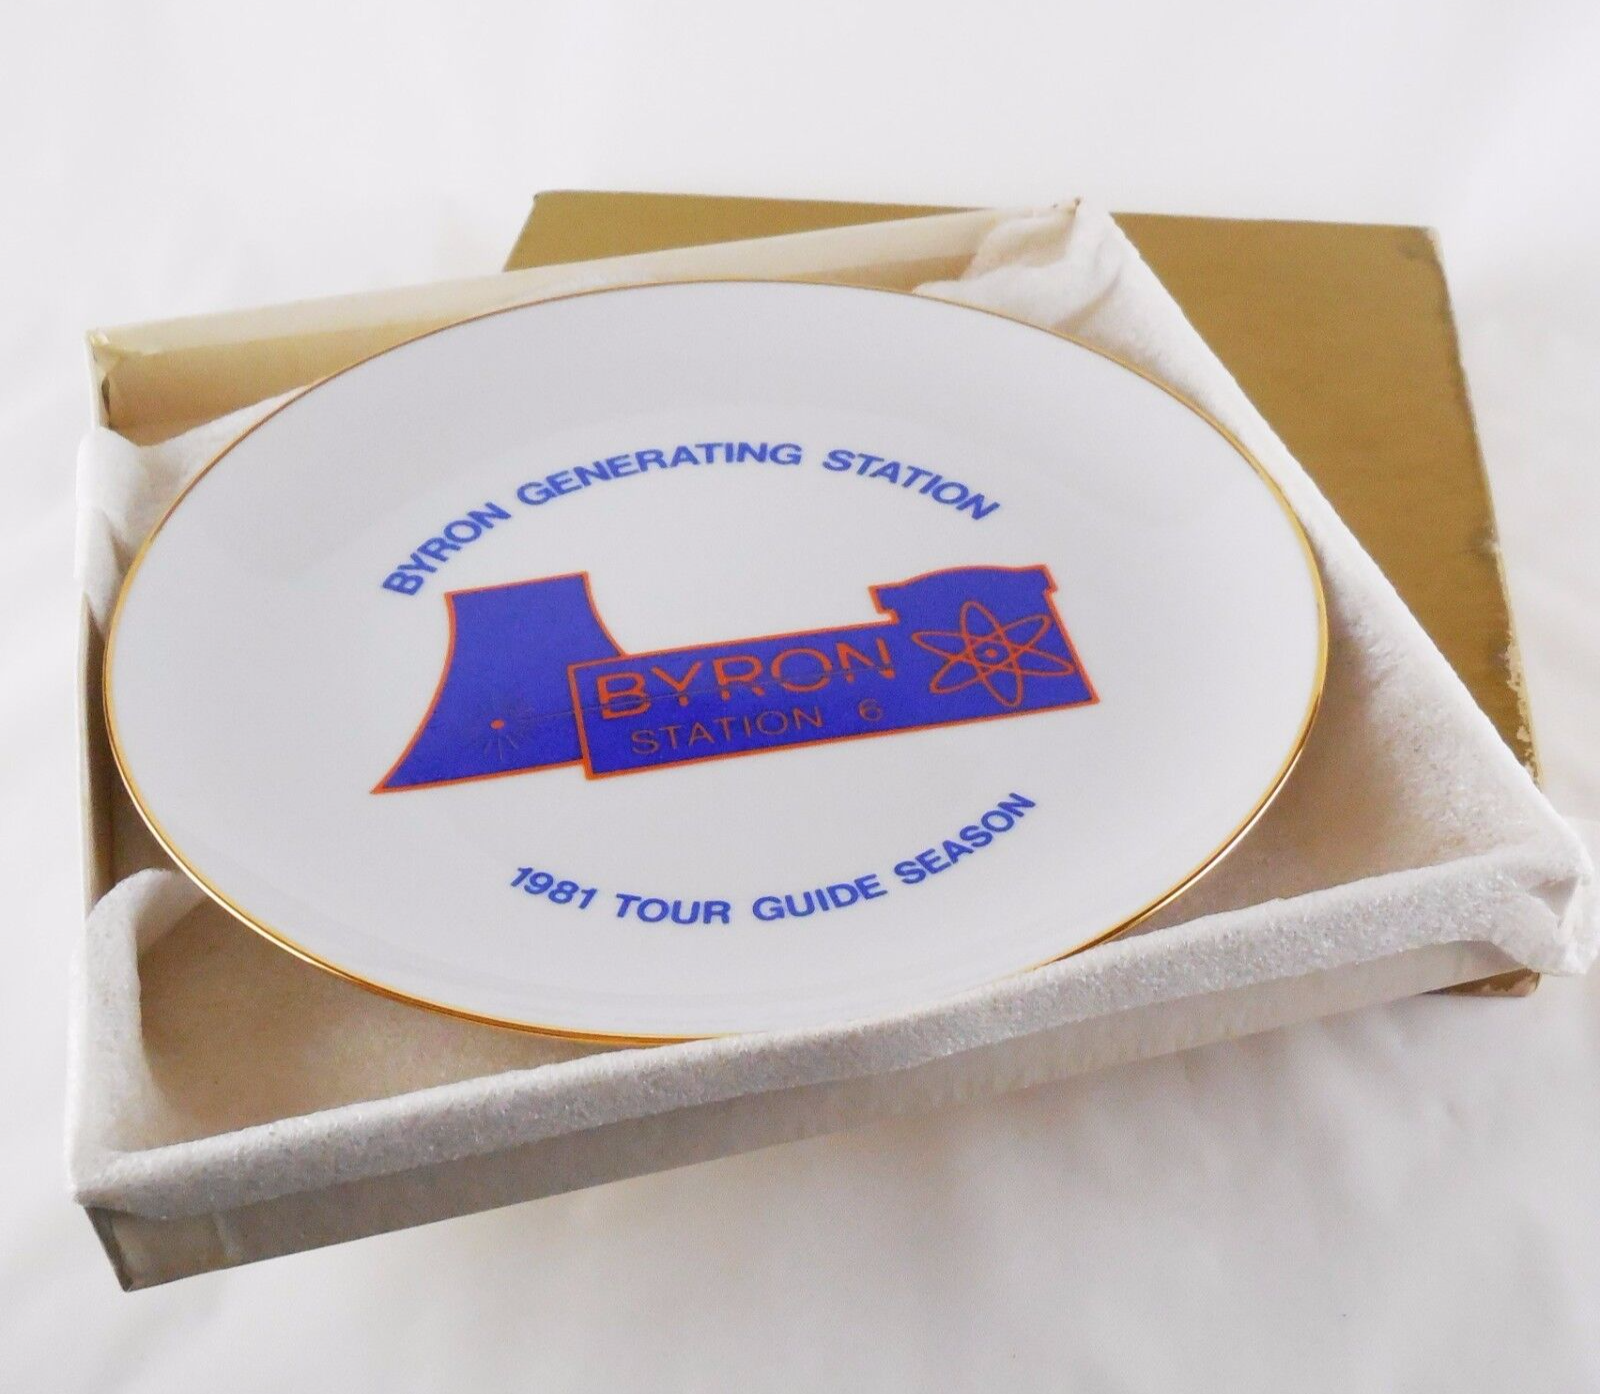 BYRON GENERATING STATION
BYRON
STATION 6
1981 TOUR GUIDE SEASON